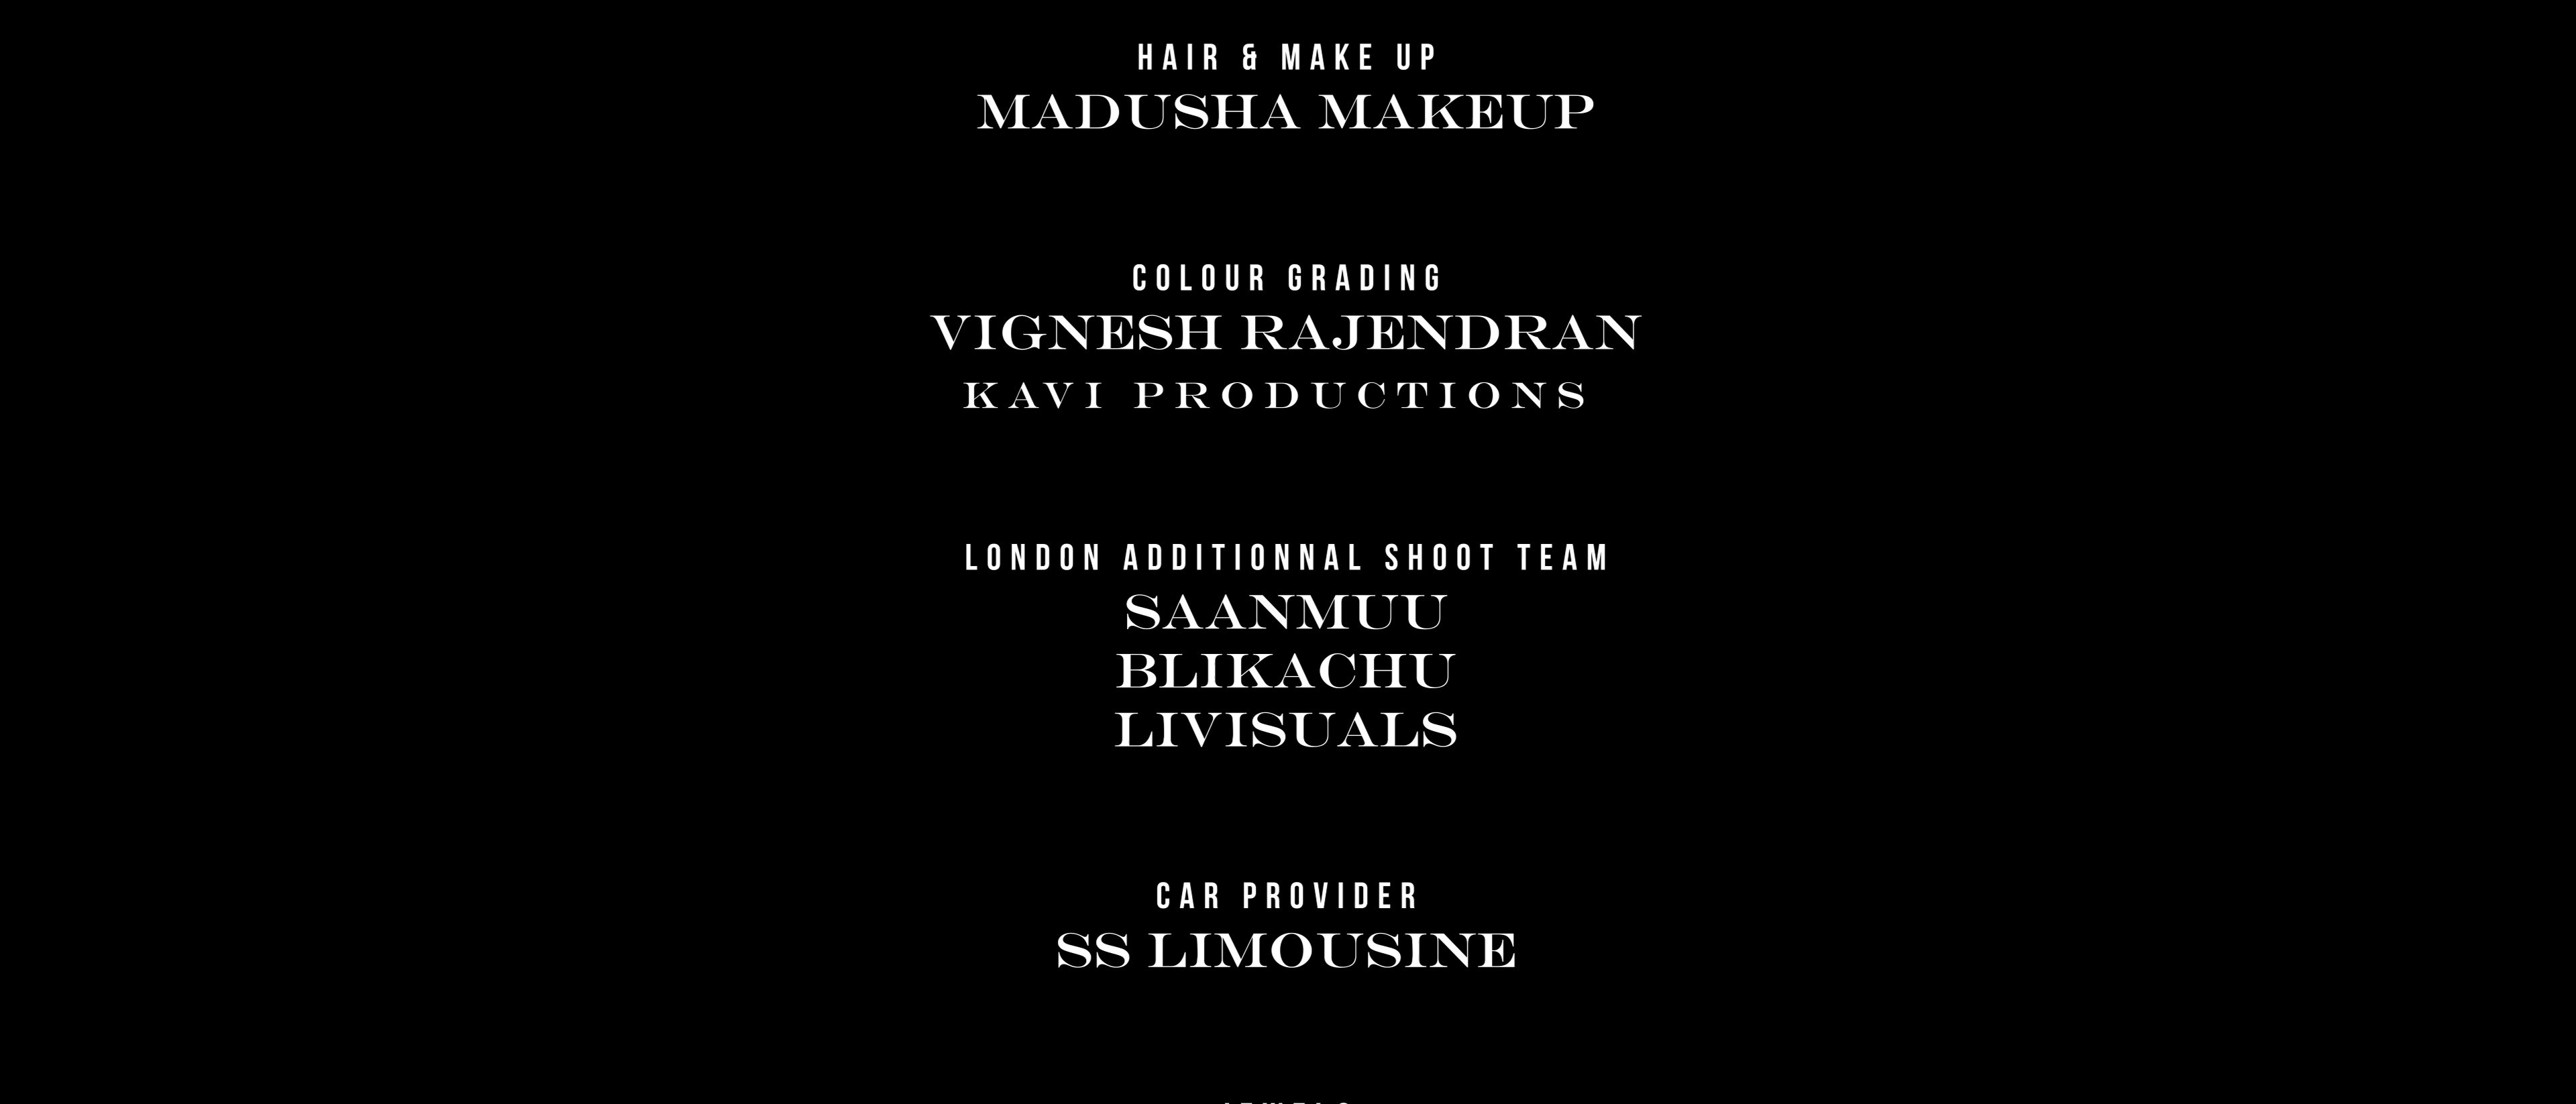 HAIR & MAKE UP
MADUSHA MAKEUP
COLOUR GRADING
VIGNESH RAJENDRAN
KAVI PRODUCTIONS
LONDON ADDITIONNAL SHOOT TEAM
SAANMUU
BLIKACHU
LIVISUALS
CAR PROVIDER
SS LIMOUSINE